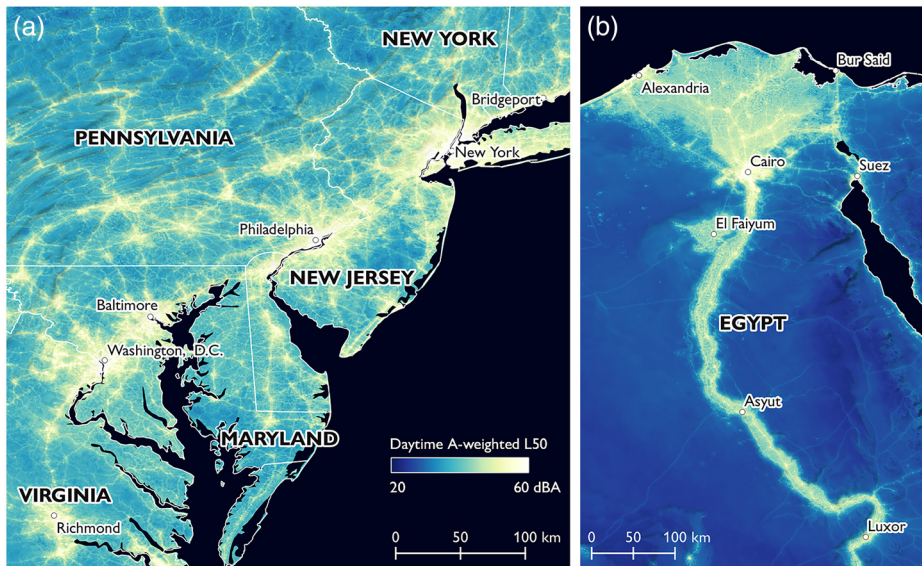 (a)
NEW YORK
Bridgeport
PENNSYLVANIA
New York
Philadelphia
NEW JERSEY
Baltimore
Washington, D.C.
MARYLAND
Daytime A-weighted L50
20 60 dBA
VIRGINIA
Richmond
0 50 100 km
(b)
Bur Said
Alexandria
Cairo
Suez
El Faiyum
EGYPT
Asyut
Luxor
0 50 100 km